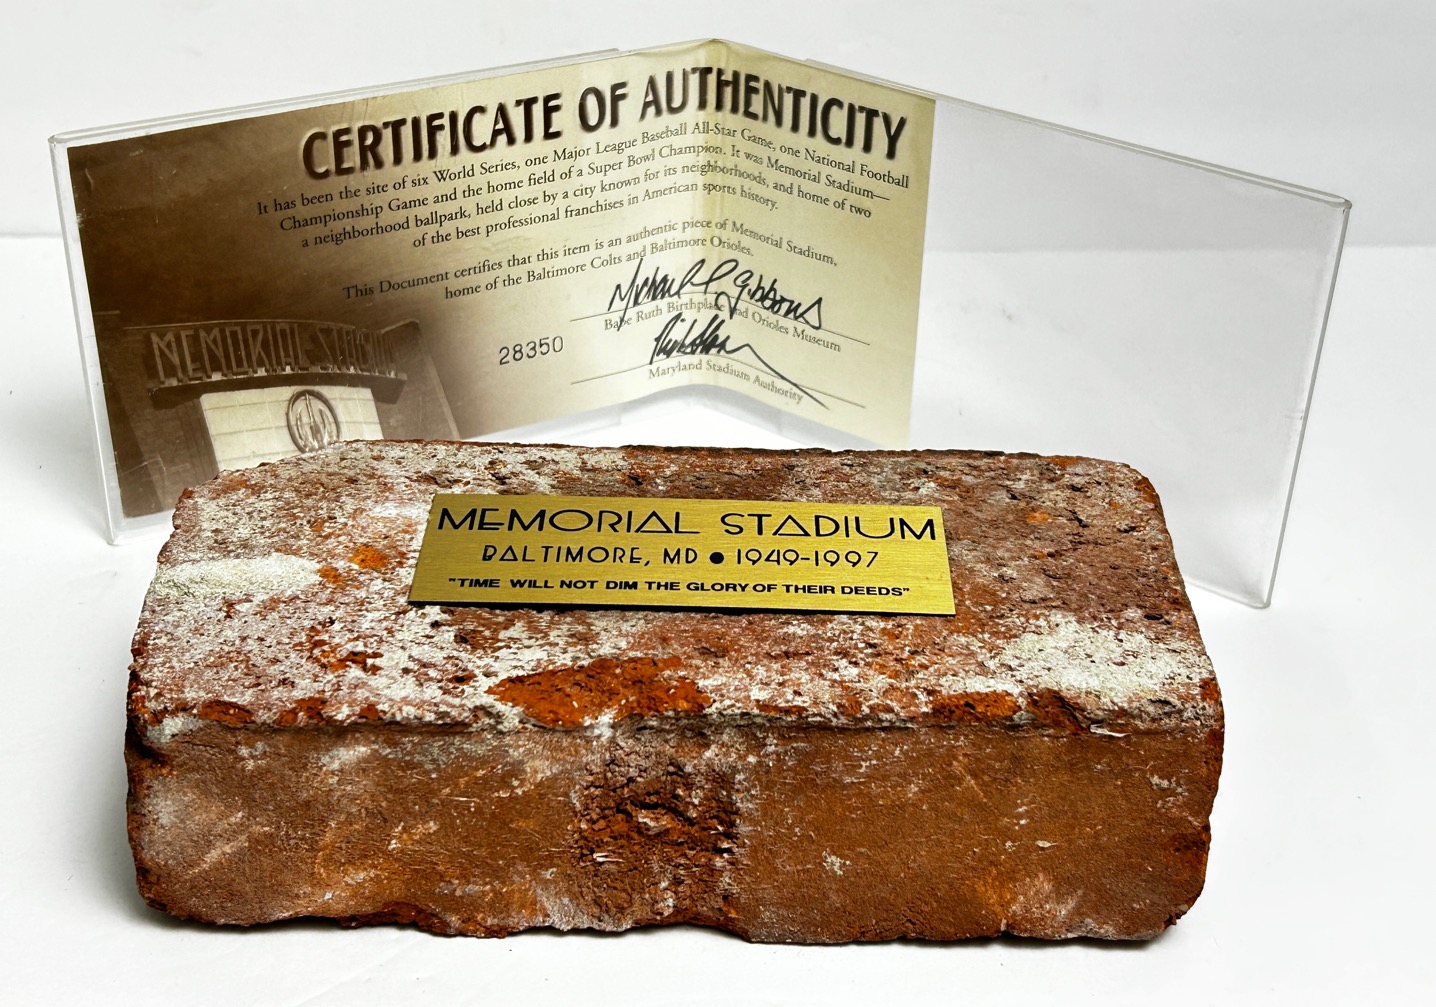 CERTIFICATE OF AUTHENTICITY
It has been the site of six World Series, one Major League Baseball All-Star Game, one National Football
Championship Game and the home field of a Super Bowl Champion. It was Memorial Stadium—
a neighborhood ballpark, held close by a city known for its neighborhoods, and home of two
of the best professional franchises in American sports history.
This Document certifies that this item is an authentic piece of Memorial Stadium,
home of the Baltimore Colts and Baltimore Orioles.
Michael L. Gibbons
Babe Ruth Birthplace and Orioles Museum
28350
Maryland Stadium Authority
MEMORIAL STADIUM
MEMORIAL STADIUM
BALTIMORE, MD ● 1949-1997
"TIME WILL NOT DIM THE GLORY OF THEIR DEEDS"